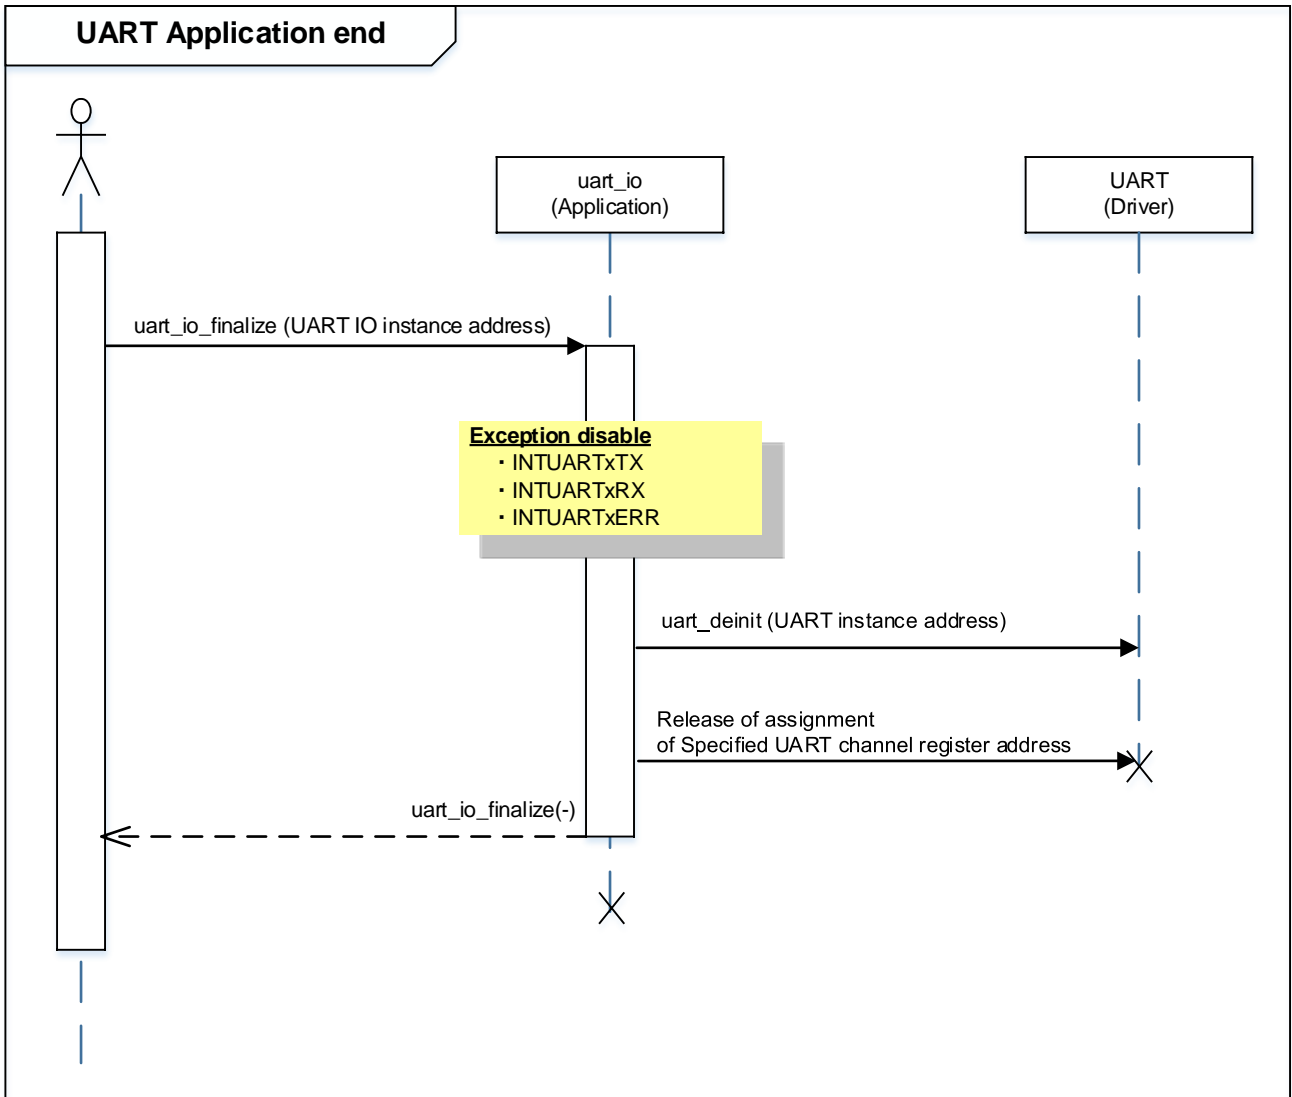 UART Application end
uart_io
(Application)
UART
(Driver)
uart_io_finalize (UART IO instance address)
Exception disable
・INTUARTxTX
・INTUARTxRX
・INTUARTxERR
uart_deinit (UART instance address)
Release of assignment
of Specified UART channel register address
uart_io_finalize(-)